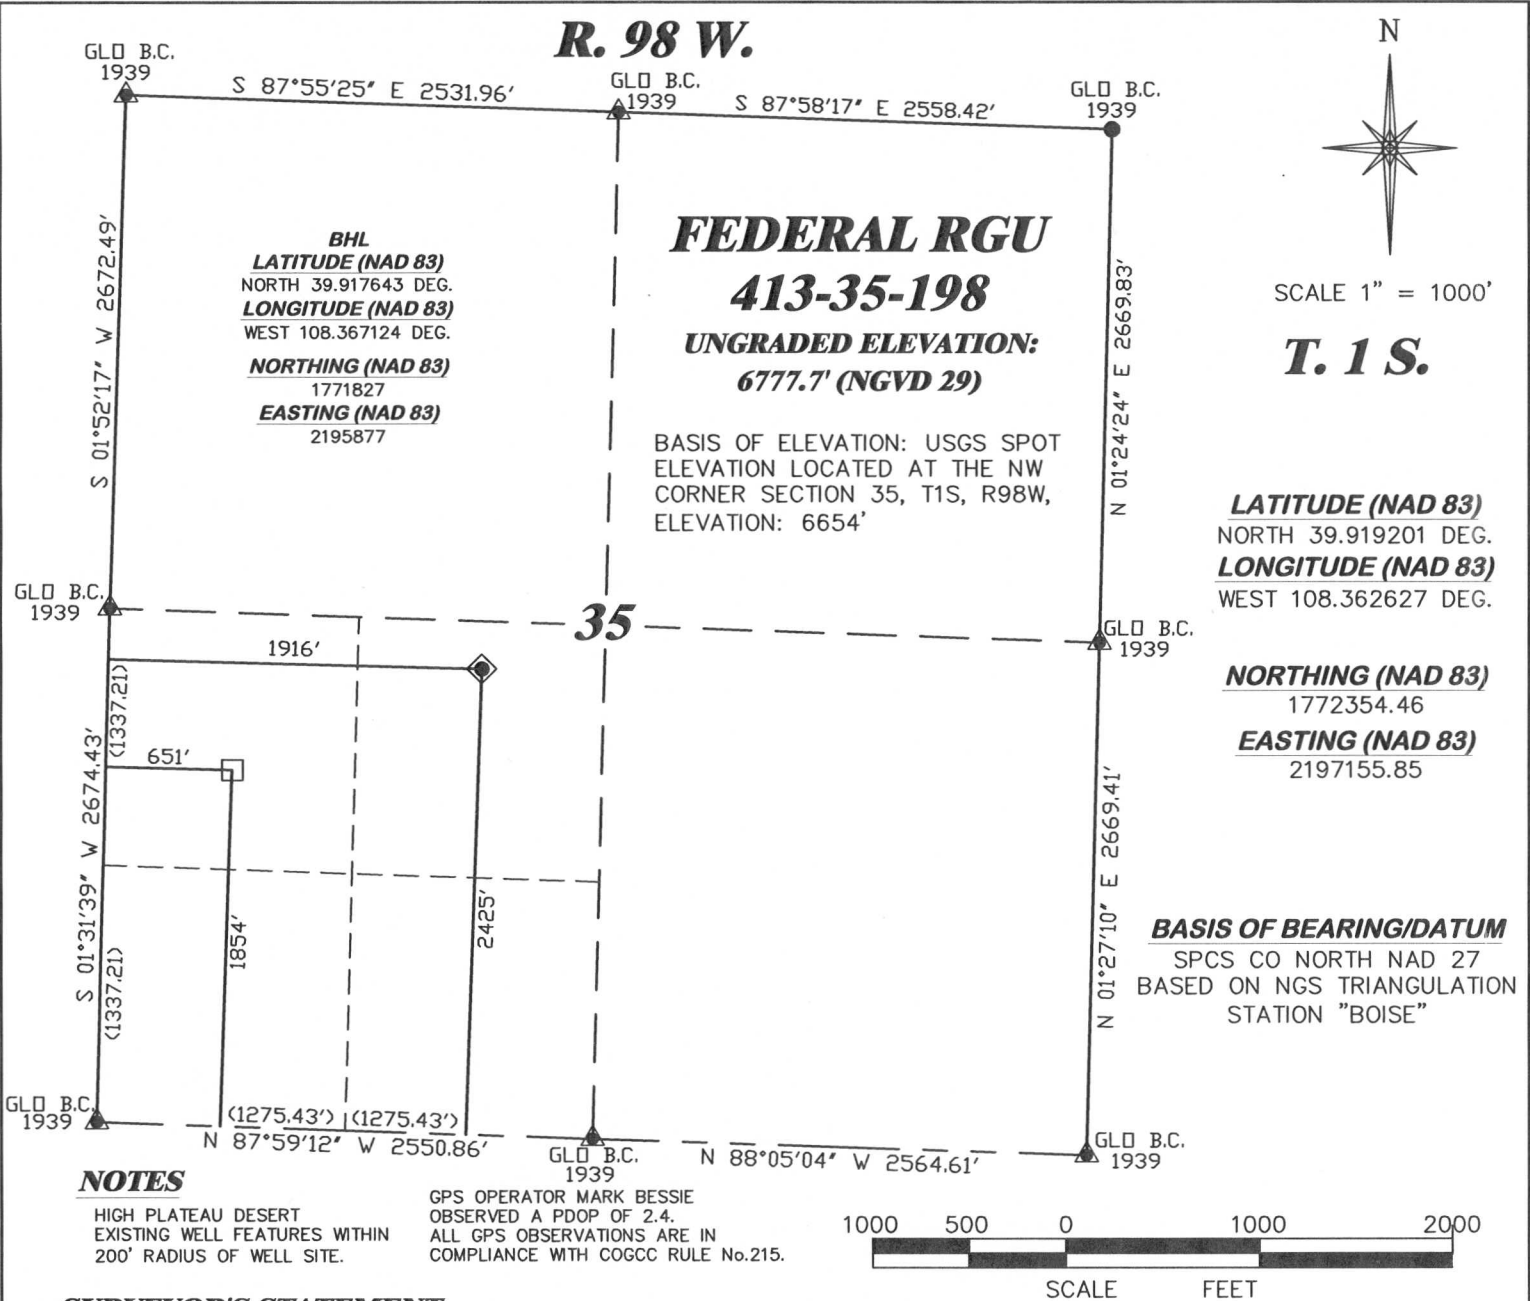 R. 98 W.
GLO B.C.
1939
S 87°55'25" E 2531.96'
GLO B.C.
1939
S 87°58'17" E 2558.42'
GLO B.C.
1939
N
S 01°52'17" W 2672.49'
BHL
LATITUDE (NAD 83)
NORTH 39.917643 DEG.
LONGITUDE (NAD 83)
WEST 108.367124 DEG.
NORTHING (NAD 83)
1771827
EASTING (NAD 83)
2195877
FEDERAL RGU
413-35-198
UNGRADED ELEVATION:
6777.7' (NGVD 29)
BASIS OF ELEVATION: USGS SPOT
ELEVATION LOCATED AT THE NW
CORNER SECTION 35, T1S, R98W,
ELEVATION: 6654'
N 01°24'24" E 2669.83'
SCALE 1" = 1000'
T. 1 S.
LATITUDE (NAD 83)
NORTH 39.919201 DEG.
LONGITUDE (NAD 83)
WEST 108.362627 DEG.
NORTHING (NAD 83)
1772354.46
EASTING (NAD 83)
2197155.85
GLO B.C.
1939
35
GLO B.C.
1939
1916'
(1337.21)
651'
S 01°31'39" W 2674.43'
1854'
2425'
(1337.21)
N 01°27'10" E 2669.41'
BASIS OF BEARING/DATUM
SPCS CO NORTH NAD 27
BASED ON NGS TRIANGULATION
STATION "BOISE"
GLO B.C.
1939
(1275.43')
(1275.43')
N 87°59'12" W 2550.86'
GLO B.C.
1939
N 88°05'04" W 2564.61'
GLO B.C.
1939
NOTES
HIGH PLATEAU DESERT
EXISTING WELL FEATURES WITHIN
200' RADIUS OF WELL SITE.
GPS OPERATOR MARK BESSIE
OBSERVED A PDOP OF 2.4.
ALL GPS OBSERVATIONS ARE IN
COMPLIANCE WITH COGCC RULE No.215.
1000 500 0 1000 2000
SCALE FEET
SURVEYOR'S STATEMENT